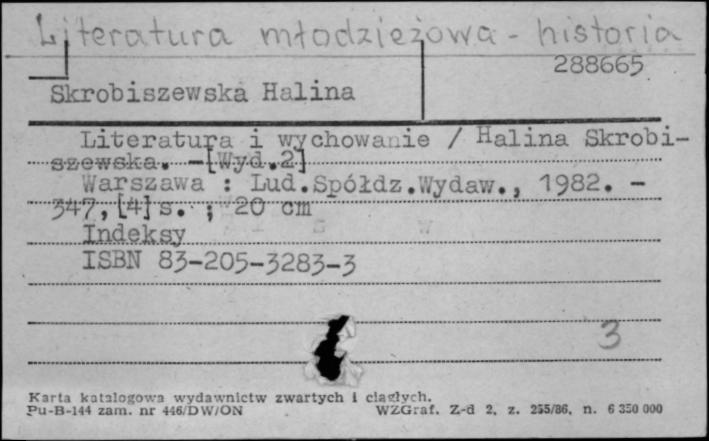 Literatura młodzieżowa - historia
288665
Skrobiszewska Halina
Literatura i wychowanie / Halina Skrobi-
szewska. -[Wyd.2]
Warszawa : Lud.Spółdz.Wydaw., 1982. -
347,[4]s. ; 20 cm
Indeksy
ISBN 83-205-3283-3
3
Karta katalogowa wydawnictw zwartych i ciągłych.
Pu-B-144 zam. nr 446/DW/ON WZGraf. Z-d 2, z. 255/86, n. 6 350 000